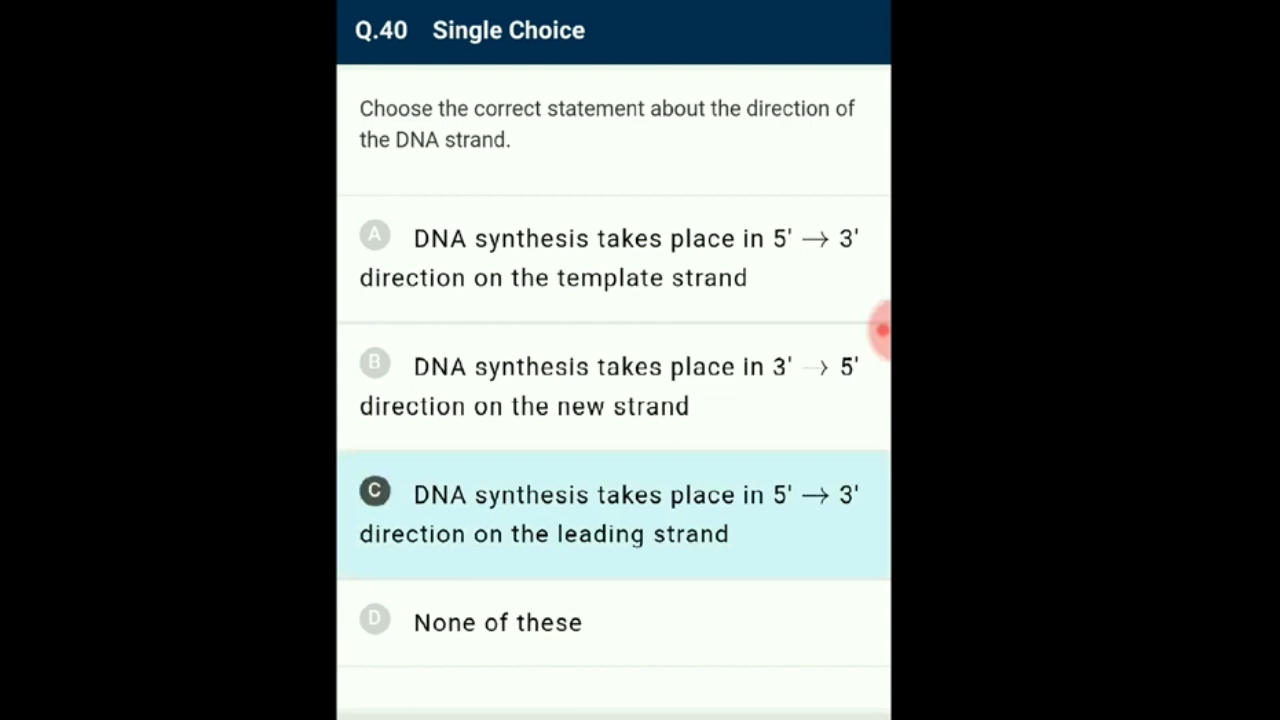 Q.40 Single Choice
Choose the correct statement about the direction of
the DNA strand.
A DNA synthesis takes place in 5' → 3'
direction on the template strand
B DNA synthesis takes place in 3' → 5'
direction on the new strand
C DNA synthesis takes place in 5' → 3'
direction on the leading strand
D None of these